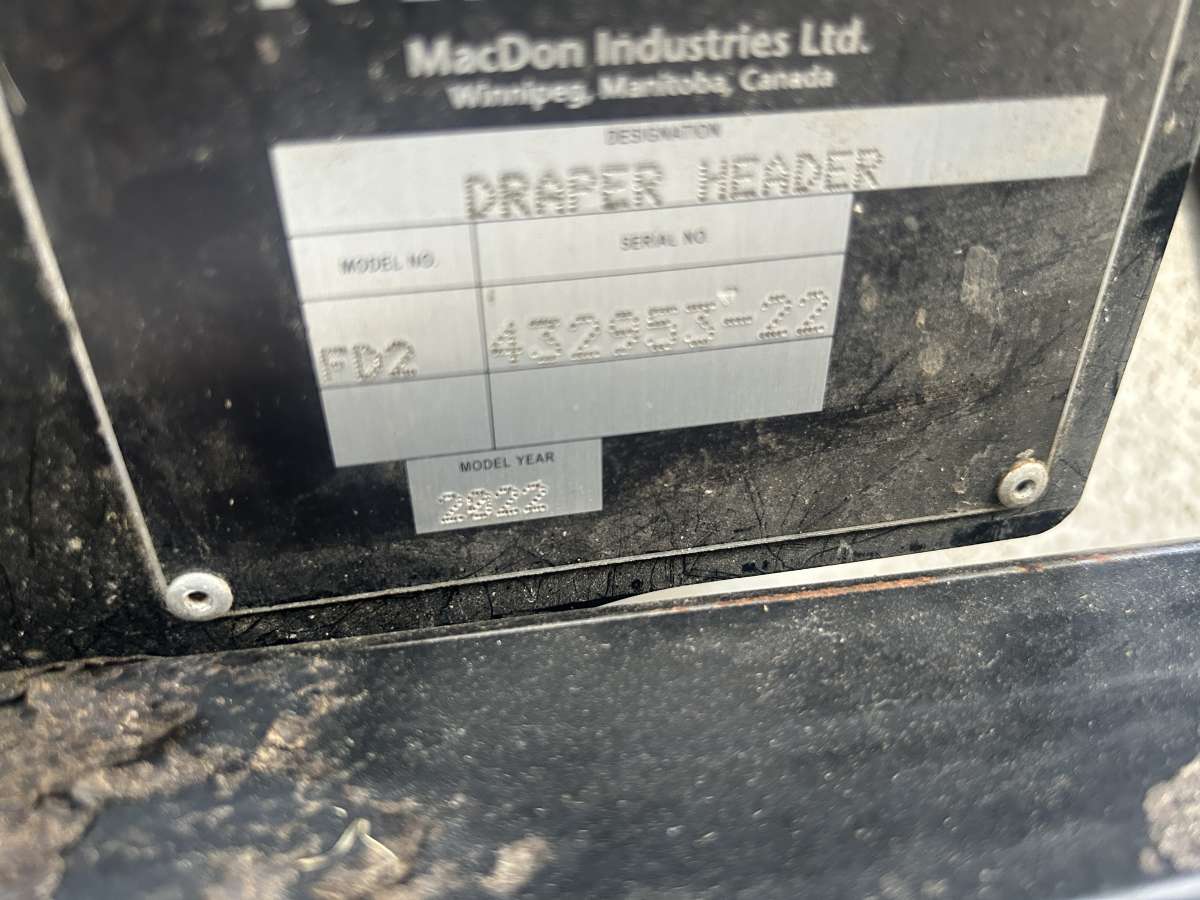 MacDon Industries Ltd.
Winnipeg, Manitoba, Canada
DESIGNATION
DRAPER HEADER
MODEL NO.
SERIAL NO
FD2
432953-22
MODEL YEAR
2022